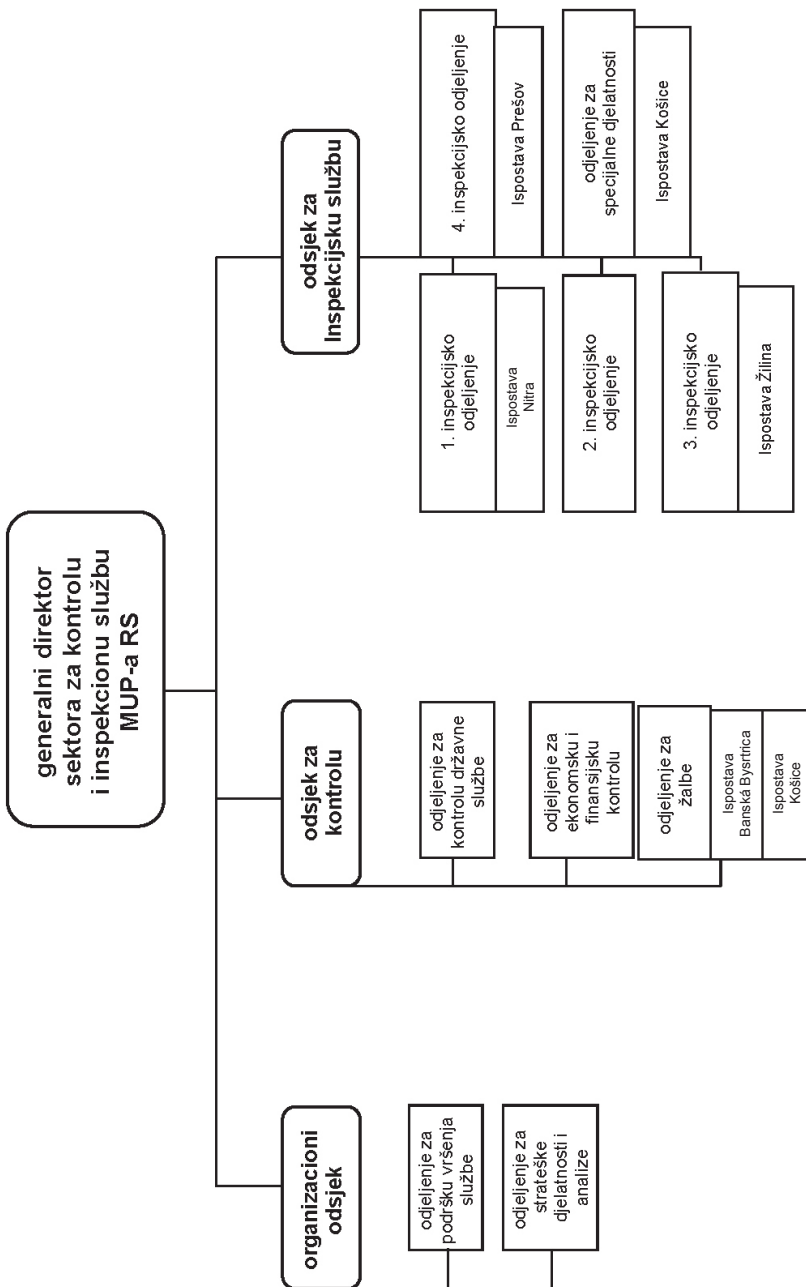 generalni direktor
sektora za kontrolu
i inspekcionu službu
MUP-a RS
organizacioni
odsjek
odjeljenje za
podršku vršenja
službe
odjeljenje za
strateške
djelatnosti i
analize
odsjek za
kontrolu
odjeljenje za
kontrolu državne
službe
odjeljenje za
ekonomsku i
finansijsku
kontrolu
odjeljenje za
žalbe
Ispostava
Banská Bysrtrica
Ispostava
Košice
odsjek za
Inspekcijsku službu
1. inspekcijsko
odjeljenje
Ispostava
Nitra
2. inspekcijsko
odjeljenje
3. inspekcijsko
odjeljenje
Ispostava Žilina
4. inspekcijsko odjeljenje
Ispostava Prešov
odjeljenje za
specijalne djelatnosti
Ispostava Košice